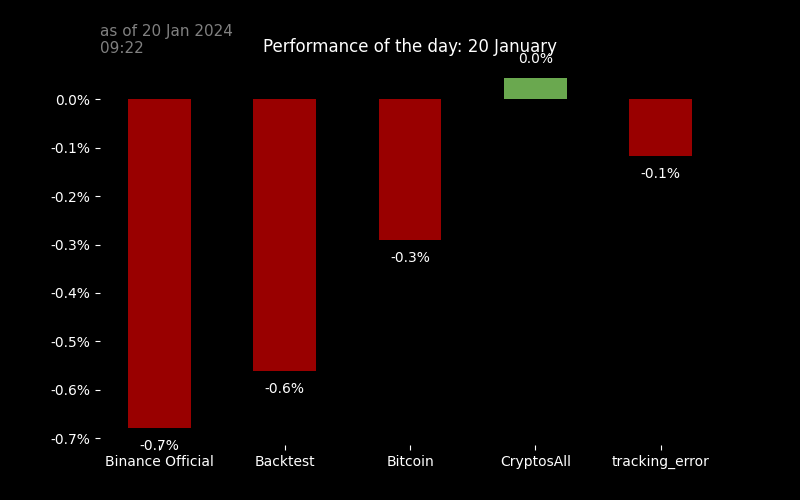 as of 20 Jan 2024
09:22
Performance of the day: 20 January
0.0%
0.0%
-0.1%
-0.2%
-0.3%
-0.4%
-0.5%
-0.6%
-0.7%
-0.7%
-0.6%
-0.3%
-0.1%
Binance Official
Backtest
Bitcoin
CryptosAll
tracking_error